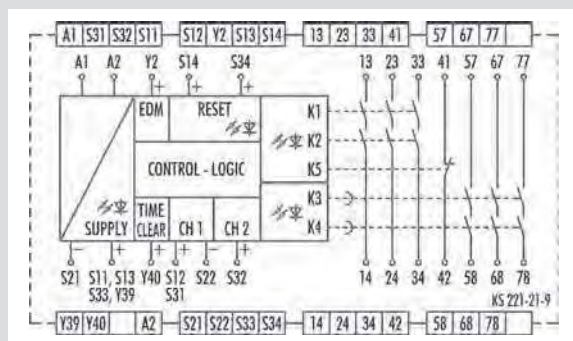 A1 S31 S32 S11 S12 Y2 S13 S14 13 23 33 41 57 67 77
A1 A2 Y2 S14 S34 13 23 33 41 57 67 77
+ + +
EDM RESET K1
K2
CONTROL - LOGIC K5
K3
TIME
SUPPLY CLEAR CH 1 CH 2 K4
− + + + − +
S21 S11, S13 Y40 S12 S22 S32 14 24 34 42 58 68 78
S33, Y39 S31
KS 221-21-9
Y39 Y40 A2 S21 S22 S33 S34 14 24 34 42 58 68 78